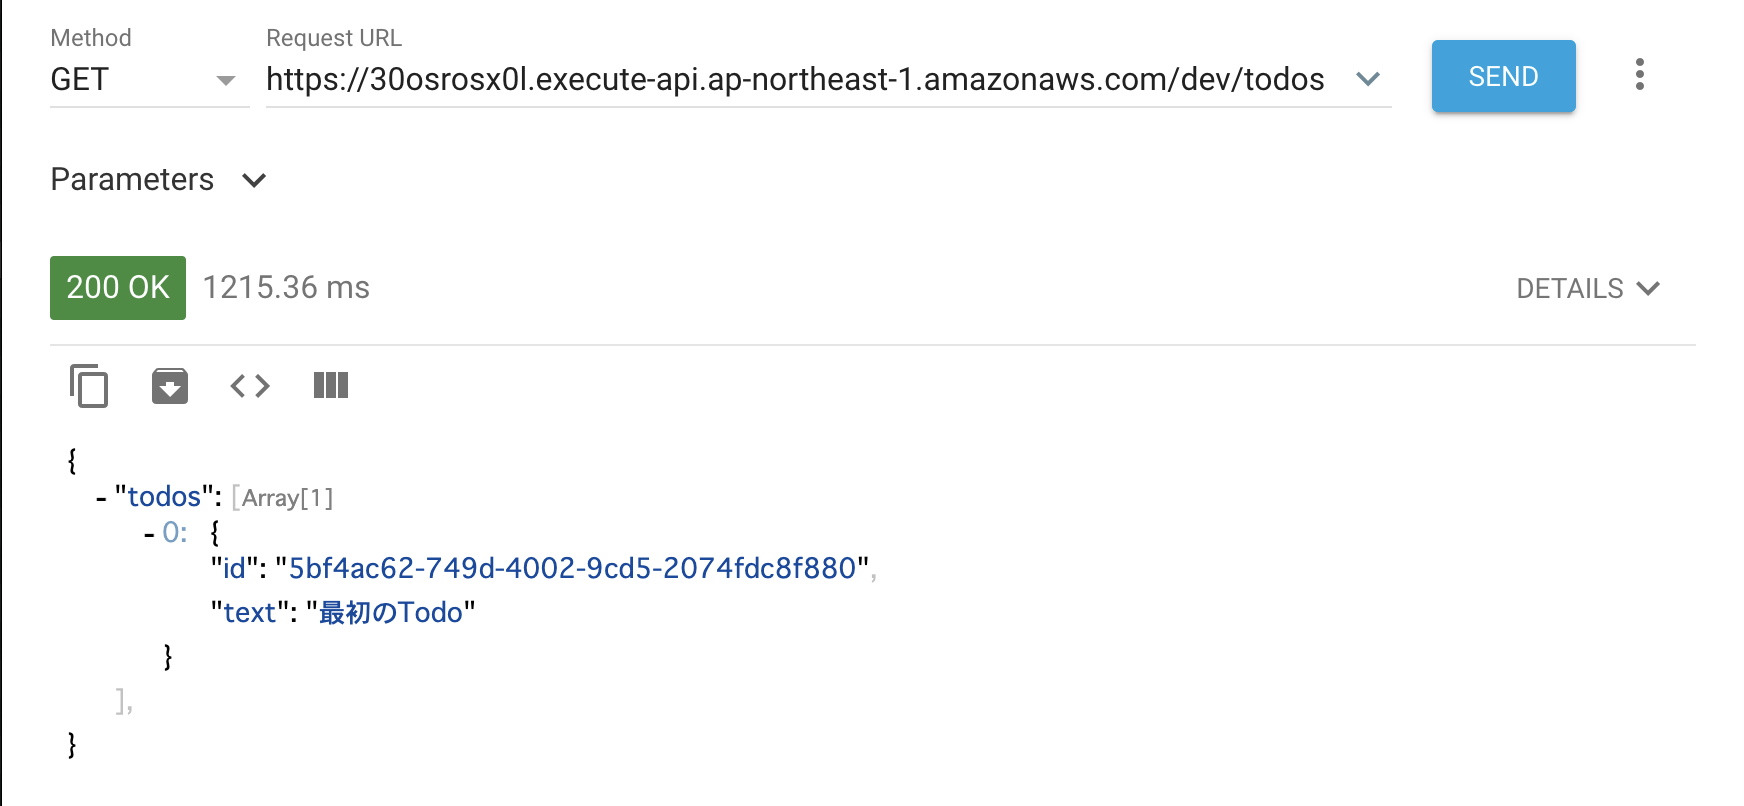 Method
Request URL
GET
https://30osrosx0l.execute-api.ap-northeast-1.amazonaws.com/dev/todos
SEND
Parameters
200 OK
1215.36 ms
DETAILS
{
- "todos": [Array[1]
- 0: {
"id": "5bf4ac62-749d-4002-9cd5-2074fdc8f880",
"text": "最初のTodo"
}
],
}